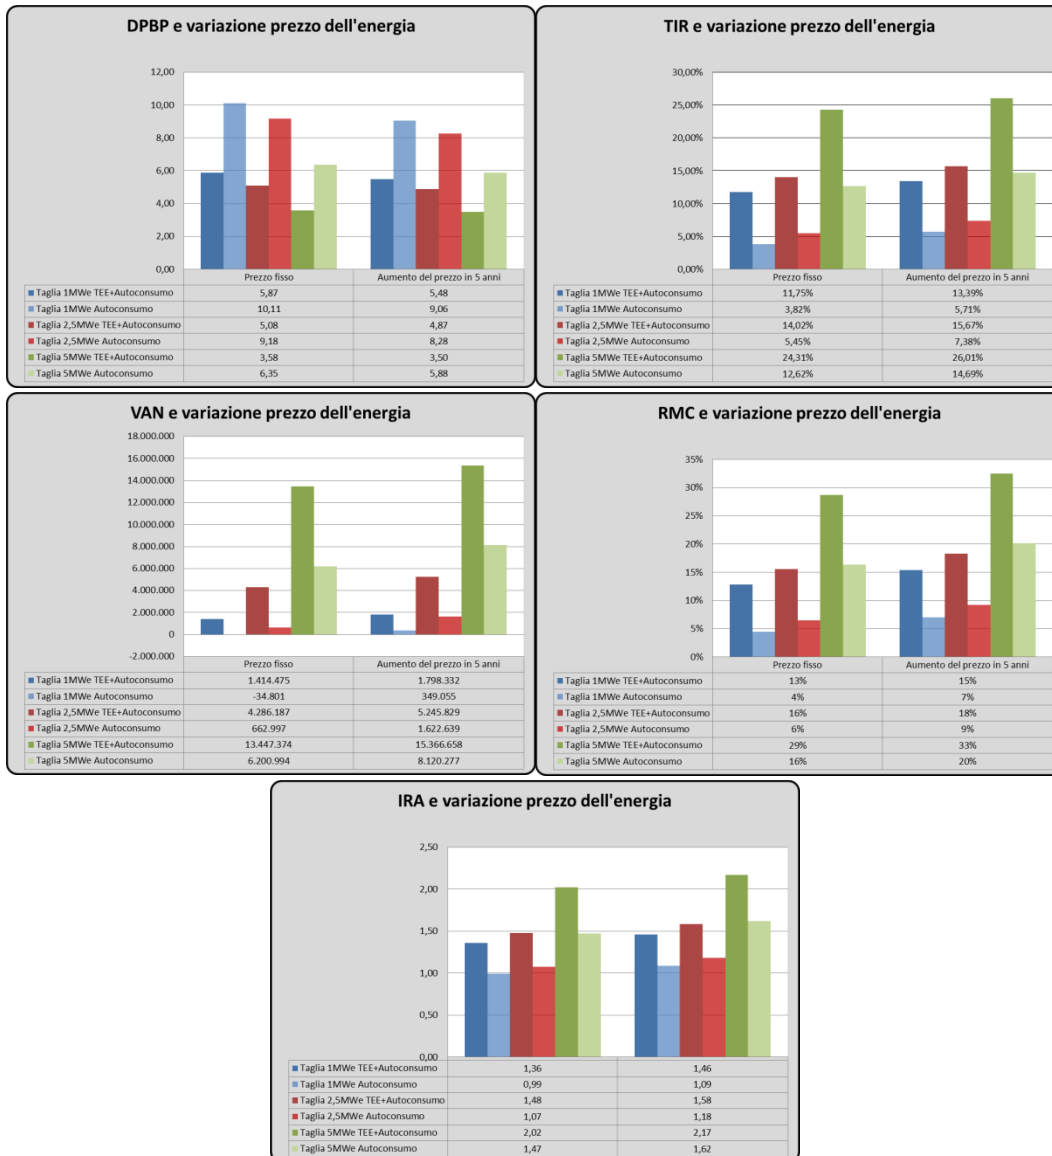 DPBP e variazione prezzo dell'energia
12,00
10,00
8,00
6,00
4,00
2,00
0,00
Prezzo fisso Aumento del prezzo in 5 anni
Taglia 1MWe TEE+Autoconsumo 5,87 5,48
Taglia 1MWe Autoconsumo 10,11 9,06
Taglia 2,5MWe TEE+Autoconsumo 5,08 4,87
Taglia 2,5MWe Autoconsumo 9,18 8,28
Taglia 5MWe TEE+Autoconsumo 3,58 3,50
Taglia 5MWe Autoconsumo 6,35 5,88
TIR e variazione prezzo dell'energia
30,00%
25,00%
20,00%
15,00%
10,00%
5,00%
0,00%
Prezzo fisso Aumento del prezzo in 5 anni
Taglia 1MWe TEE+Autoconsumo 11,75% 13,39%
Taglia 1MWe Autoconsumo 3,82% 5,71%
Taglia 2,5MWe TEE+Autoconsumo 14,02% 15,67%
Taglia 2,5MWe Autoconsumo 5,45% 7,38%
Taglia 5MWe TEE+Autoconsumo 24,31% 26,01%
Taglia 5MWe Autoconsumo 12,62% 14,69%
VAN e variazione prezzo dell'energia
18.000.000
16.000.000
14.000.000
12.000.000
10.000.000
8.000.000
6.000.000
4.000.000
2.000.000
0
-2.000.000
Prezzo fisso Aumento del prezzo in 5 anni
Taglia 1MWe TEE+Autoconsumo 1.414.475 1.798.332
Taglia 1MWe Autoconsumo -34.801 349.055
Taglia 2,5MWe TEE+Autoconsumo 4.286.187 5.245.829
Taglia 2,5MWe Autoconsumo 662.997 1.622.639
Taglia 5MWe TEE+Autoconsumo 13.447.374 15.366.658
Taglia 5MWe Autoconsumo 6.200.994 8.120.277
RMC e variazione prezzo dell'energia
35%
30%
25%
20%
15%
10%
5%
0%
Prezzo fisso Aumento del prezzo in 5 anni
Taglia 1MWe TEE+Autoconsumo 13% 15%
Taglia 1MWe Autoconsumo 4% 7%
Taglia 2,5MWe TEE+Autoconsumo 16% 18%
Taglia 2,5MWe Autoconsumo 6% 9%
Taglia 5MWe TEE+Autoconsumo 29% 33%
Taglia 5MWe Autoconsumo 16% 20%
IRA e variazione prezzo dell'energia
2,50
2,00
1,50
1,00
0,50
0,00
Taglia 1MWe TEE+Autoconsumo 1,36 1,46
Taglia 1MWe Autoconsumo 0,99 1,09
Taglia 2,5MWe TEE+Autoconsumo 1,48 1,58
Taglia 2,5MWe Autoconsumo 1,07 1,18
Taglia 5MWe TEE+Autoconsumo 2,02 2,17
Taglia 5MWe Autoconsumo 1,47 1,62